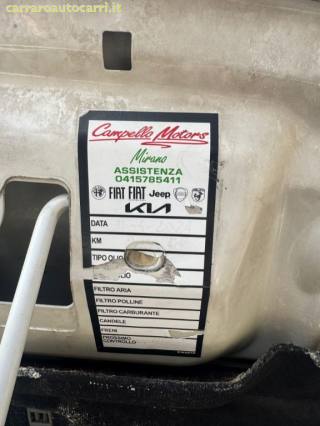 carraroautocarri.it
Campello Motors
Mirano
ASSISTENZA
0415785411
FIAT FIAT Jeep
KIA
DATA
KM
TIPO OLIO
FILTRO ARIA
FILTRO POLLINE
FILTRO CARBURANTE
CANDELE
FRENI
PROSSIMO
CONTROLLO